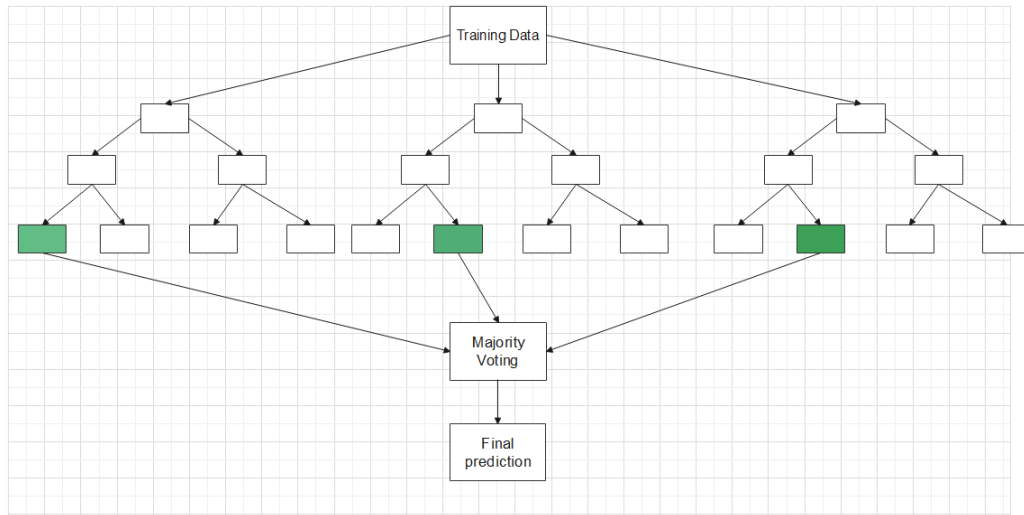 Training Data
Majority
Voting
Final
prediction